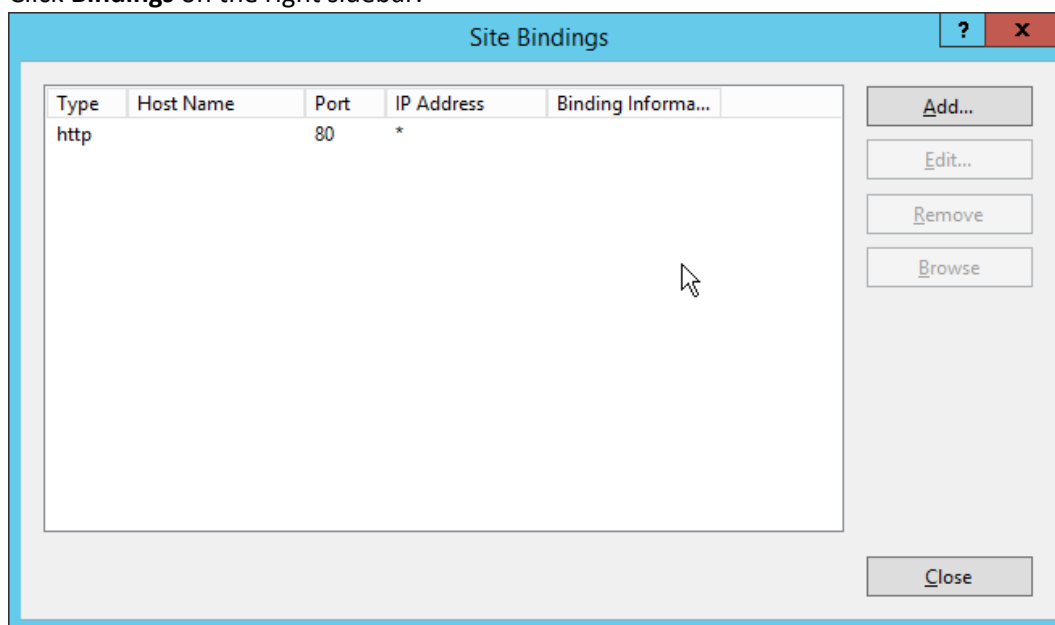 Click Bindings on the right sidebar.
Site Bindings
? x
Type Host Name Port IP Address Binding Informa...
http 80 *
Add...
Edit...
Remove
Browse
Close